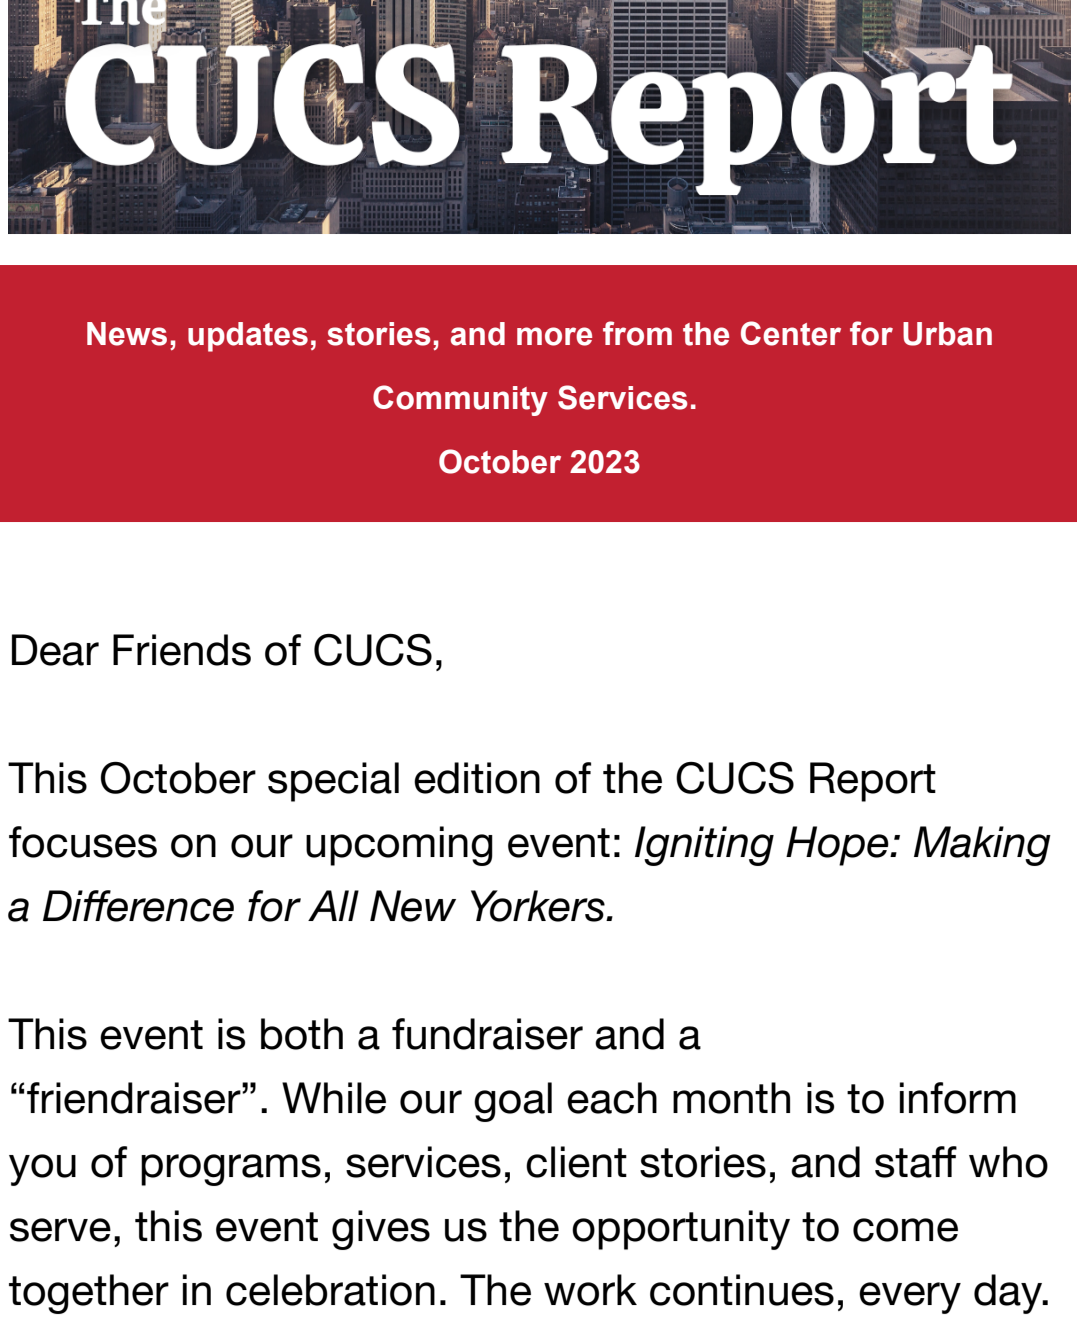 The
CUCS Report
News, updates, stories, and more from the Center for Urban
Community Services.
October 2023
Dear Friends of CUCS,
This October special edition of the CUCS Report
focuses on our upcoming event: Igniting Hope: Making
a Difference for All New Yorkers.
This event is both a fundraiser and a
“friendraiser”. While our goal each month is to inform
you of programs, services, client stories, and staff who
serve, this event gives us the opportunity to come
together in celebration. The work continues, every day.